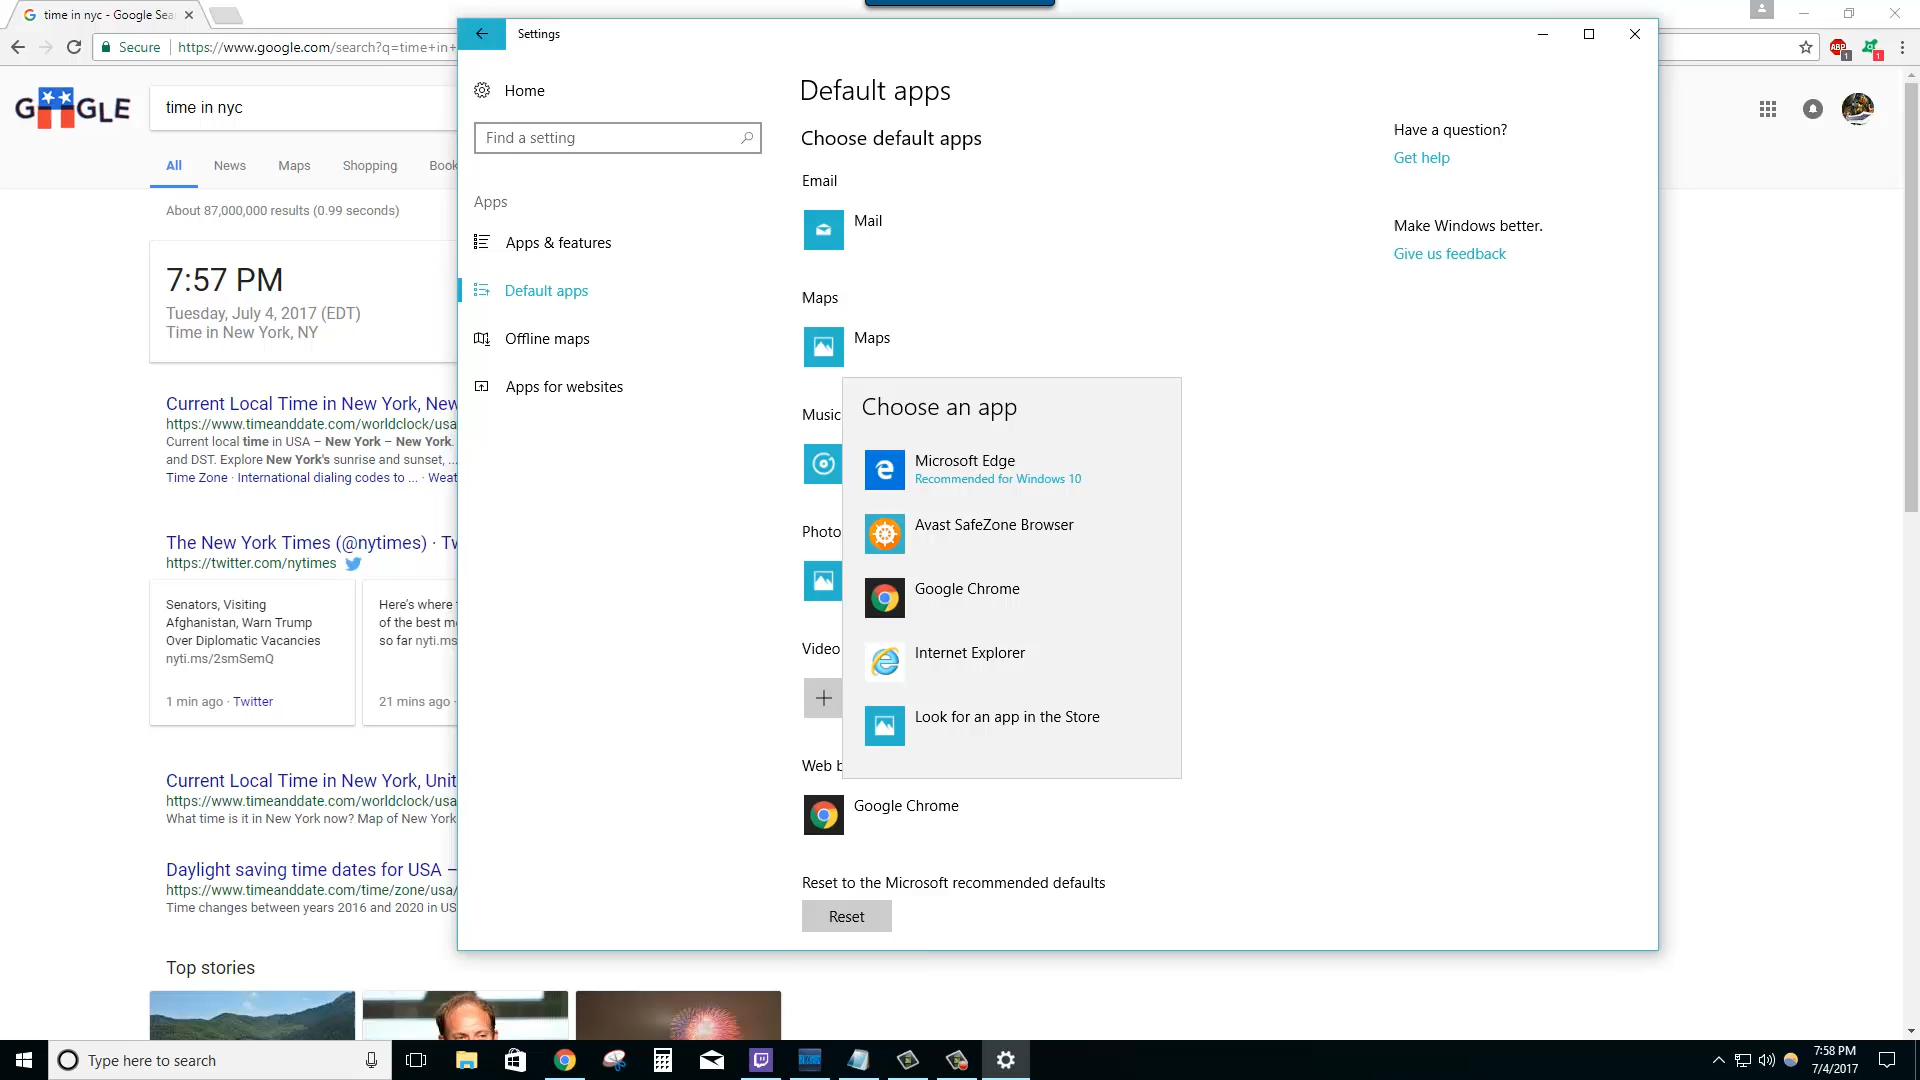 time in nyc - Google Sea
Secure
https://www.google.com/search?q=time+in+
ABP
1
1
GOOGLE
time in nyc
All
News
Maps
Shopping
Book
About 87,000,000 results (0.99 seconds)
7:57 PM
Tuesday, July 4, 2017 (EDT)
Time in New York, NY
Current Local Time in New York, New
https://www.timeanddate.com/worldclock/usa
Current local time in USA – New York – New York.
and DST. Explore New York's sunrise and sunset, ...
Time Zone · International dialing codes to ... · Weat
The New York Times (@nytimes) · Tw
https://twitter.com/nytimes
Senators, Visiting
Afghanistan, Warn Trump
Over Diplomatic Vacancies
nyti.ms/2smSemQ
1 min ago · Twitter
Here's where
of the best m
so far nyti.ms
21 mins ago ·
Current Local Time in New York, Unit
https://www.timeanddate.com/worldclock/usa
What time is it in New York now? Map of New York
Daylight saving time dates for USA –
https://www.timeanddate.com/time/zone/usa/
Time changes between years 2016 and 2020 in US
Top stories
Settings
Home
Find a setting
Apps
Apps & features
Default apps
Offline maps
Apps for websites
Default apps
Choose default apps
Email
Mail
Maps
Maps
Music
Photo
Video
Web b
Google Chrome
Reset to the Microsoft recommended defaults
Reset
Choose an app
Microsoft Edge
Recommended for Windows 10
Avast SafeZone Browser
Google Chrome
Internet Explorer
Look for an app in the Store
Have a question?
Get help
Make Windows better.
Give us feedback
Type here to search
7:58 PM
7/4/2017